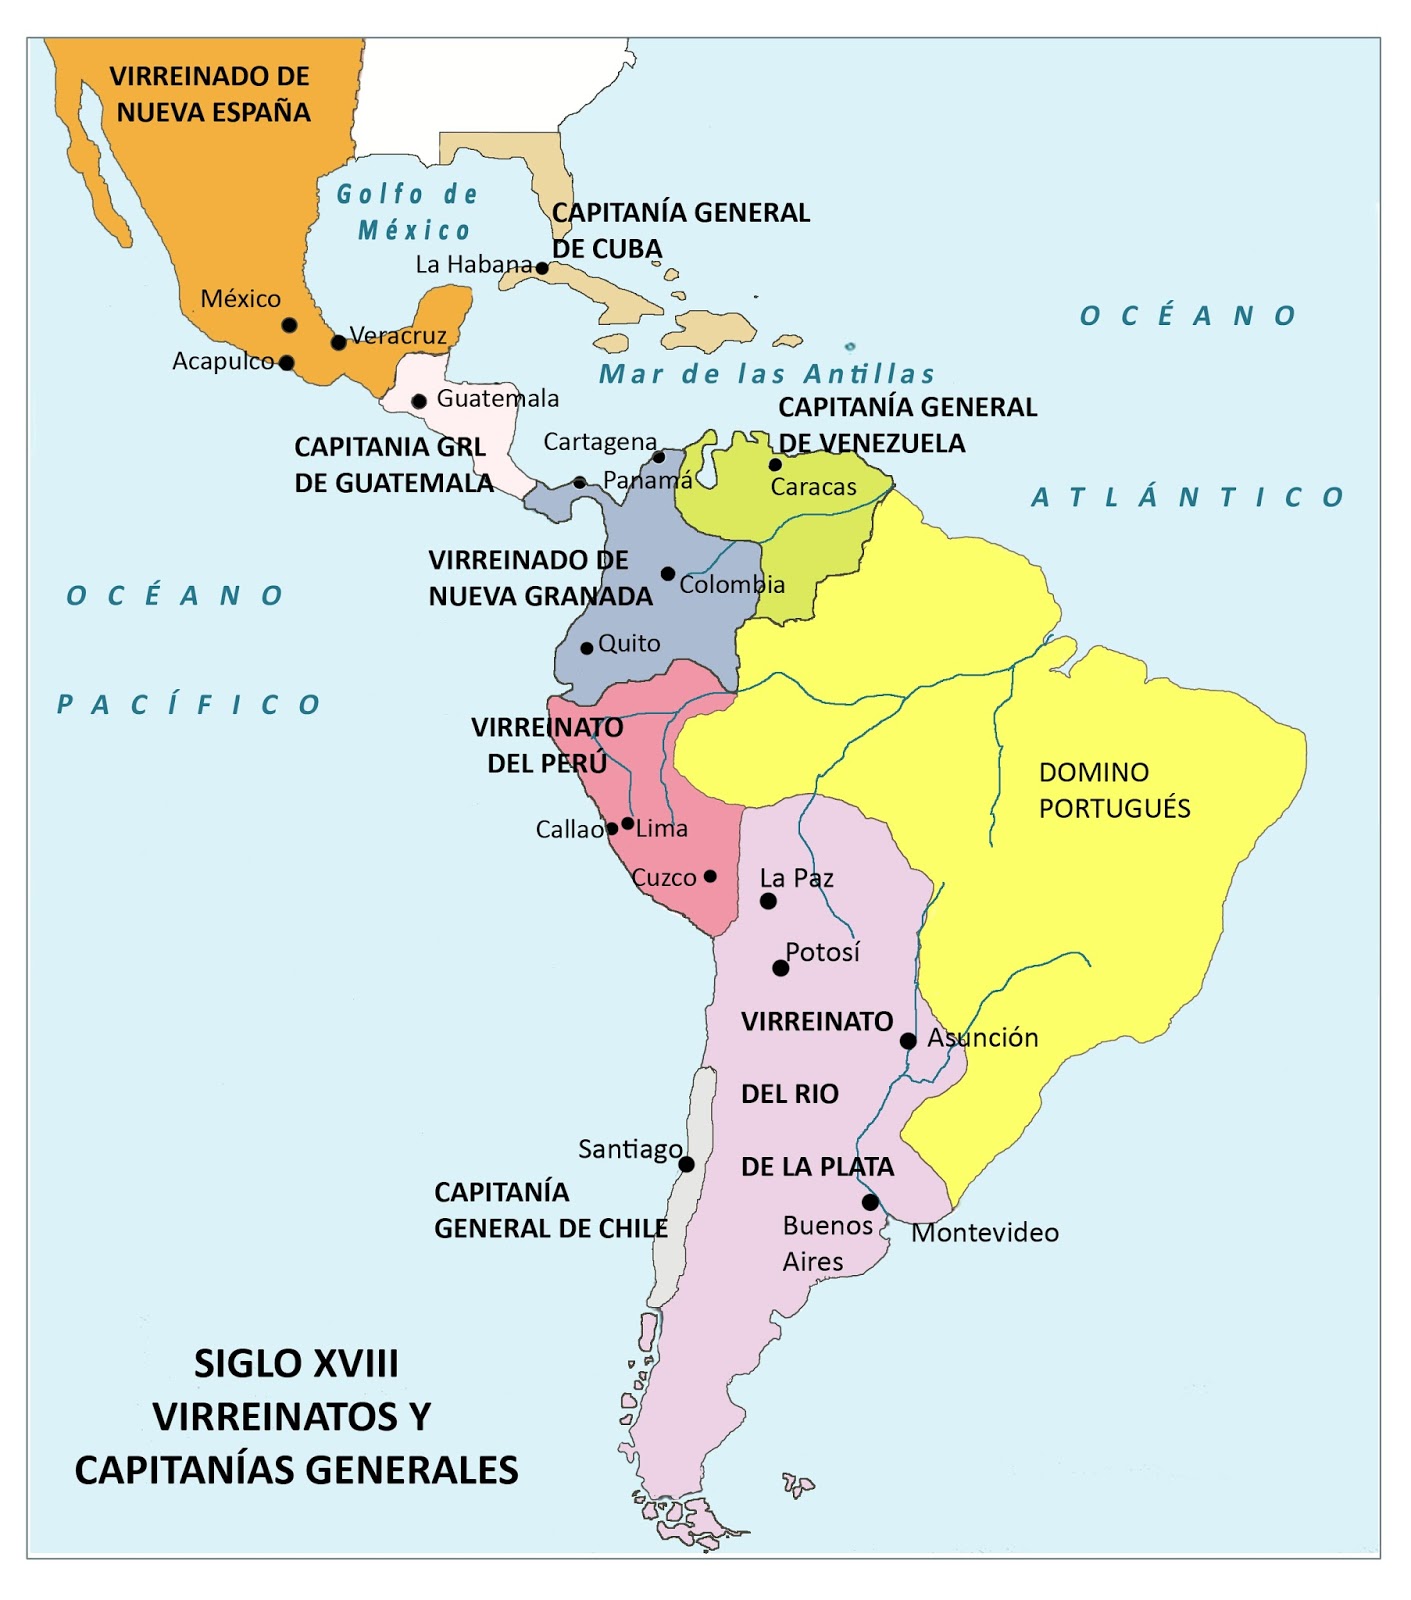 VIRREINADO DE
NUEVA ESPAÑA
Golfo de
México
CAPITANÍA GENERAL
DE CUBA
La Habana
México
Veracruz
Acapulco
OCÉANO
Mar de las Antillas
Guatemala
CAPITANÍA GENERAL
DE VENEZUELA
CAPITANIA GRL
DE GUATEMALA
Cartagena
Panamá
Caracas
ATLÁNTICO
VIRREINADO DE
NUEVA GRANADA
Colombia
OCÉANO
Quito
PACÍFICO
VIRREINATO
DEL PERÚ
DOMINO
PORTUGUÉS
Callao
Lima
Cuzco
La Paz
Potosí
VIRREINATO
Asunción
DEL RIO
Santiago
DE LA PLATA
CAPITANÍA
GENERAL DE CHILE
Buenos
Aires
Montevideo
SIGLO XVIII
VIRREINATOS Y
CAPITANÍAS GENERALES